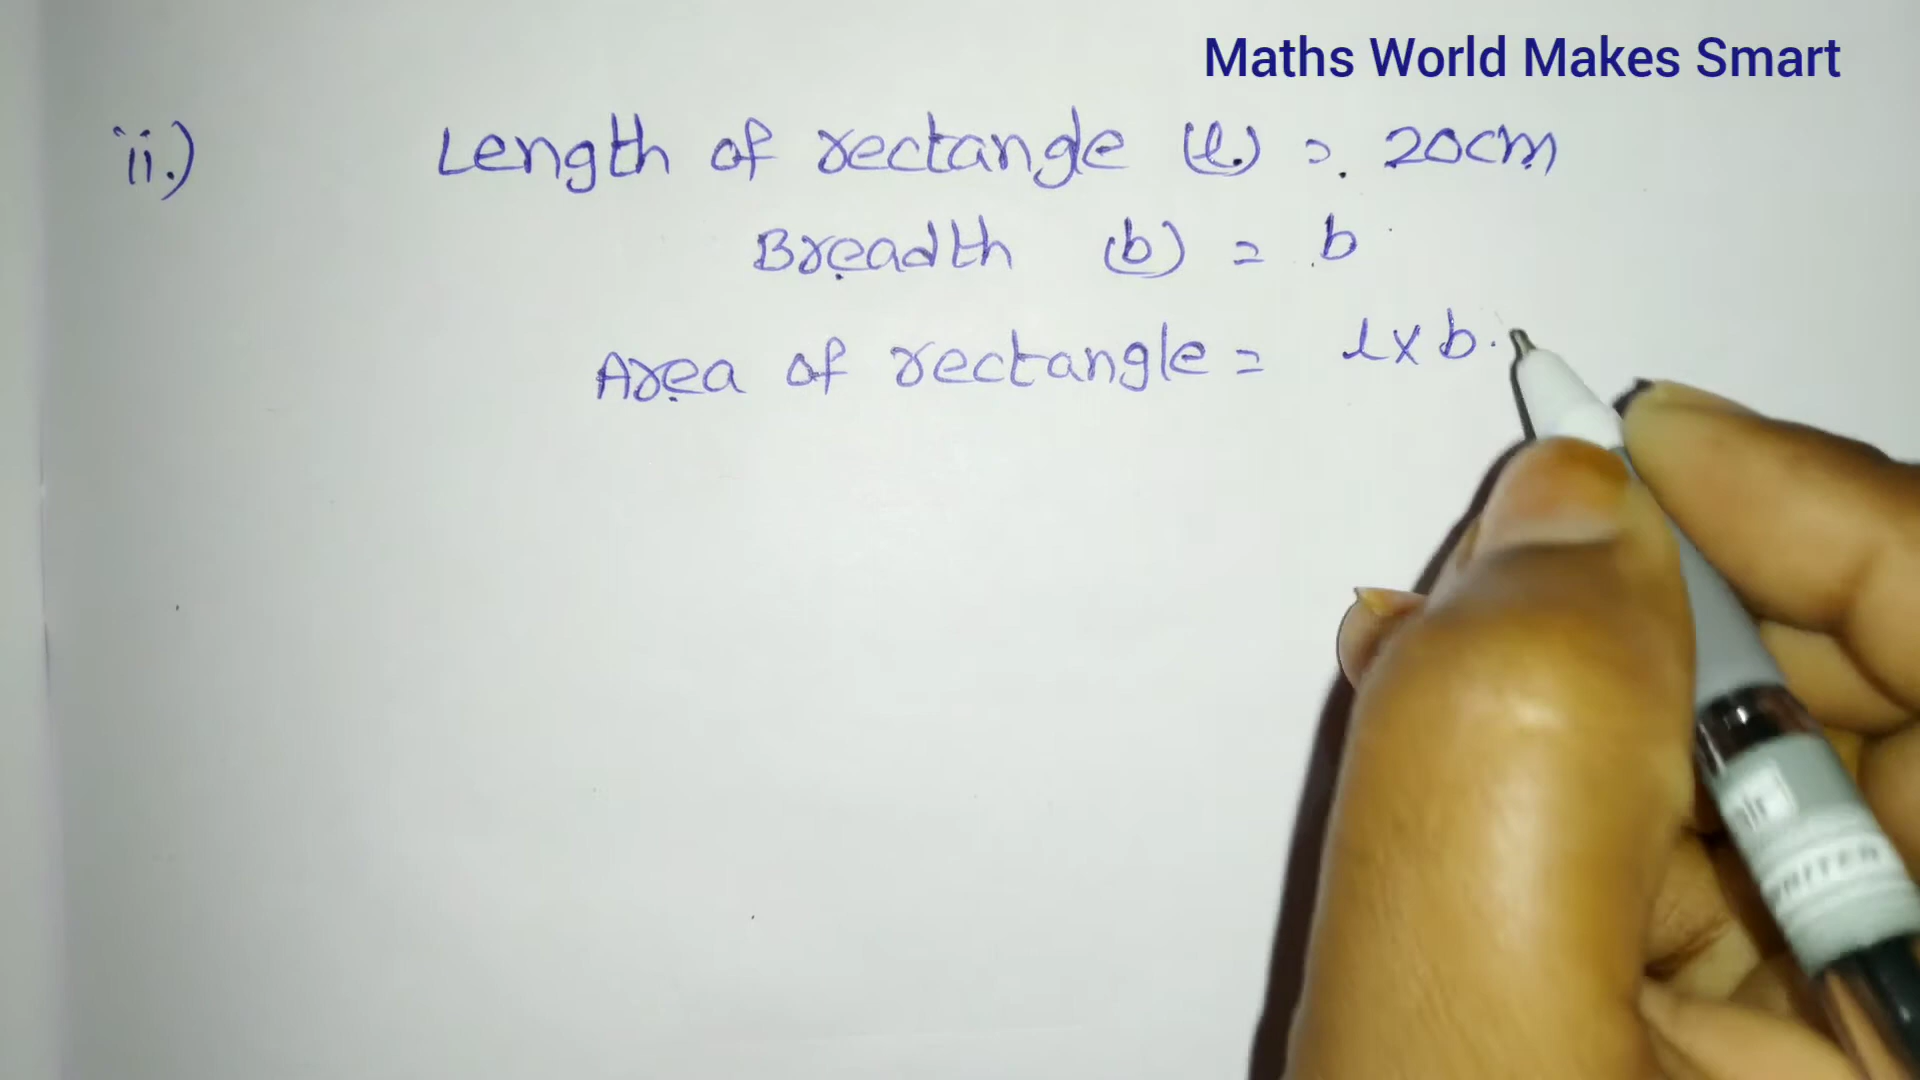 Maths World Makes Smart
ii.) Length of rectangle (l) = 20cm
Breadth (b) = b
Area of rectangle = l x b.